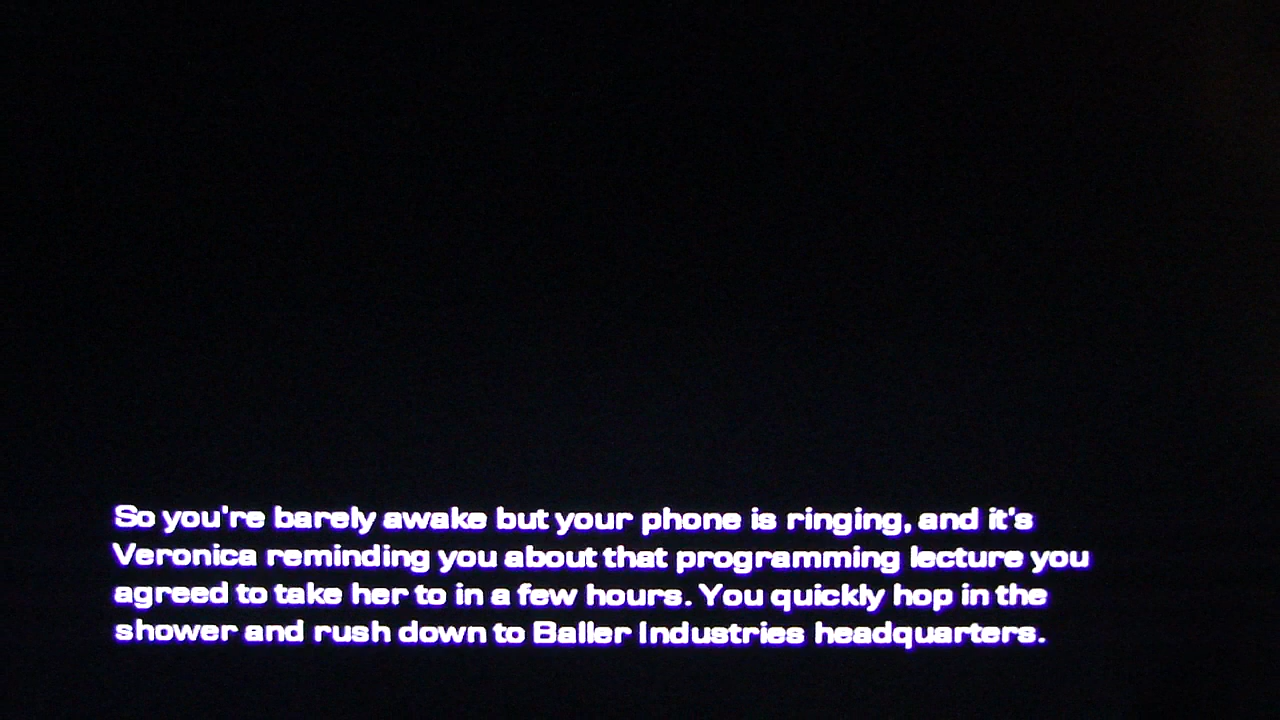 So you're barely awake but your phone is ringing, and it's
Veronica reminding you about that programming lecture you
agreed to take her to in a few hours. You quickly hop in the
shower and rush down to Baller Industries headquarters.